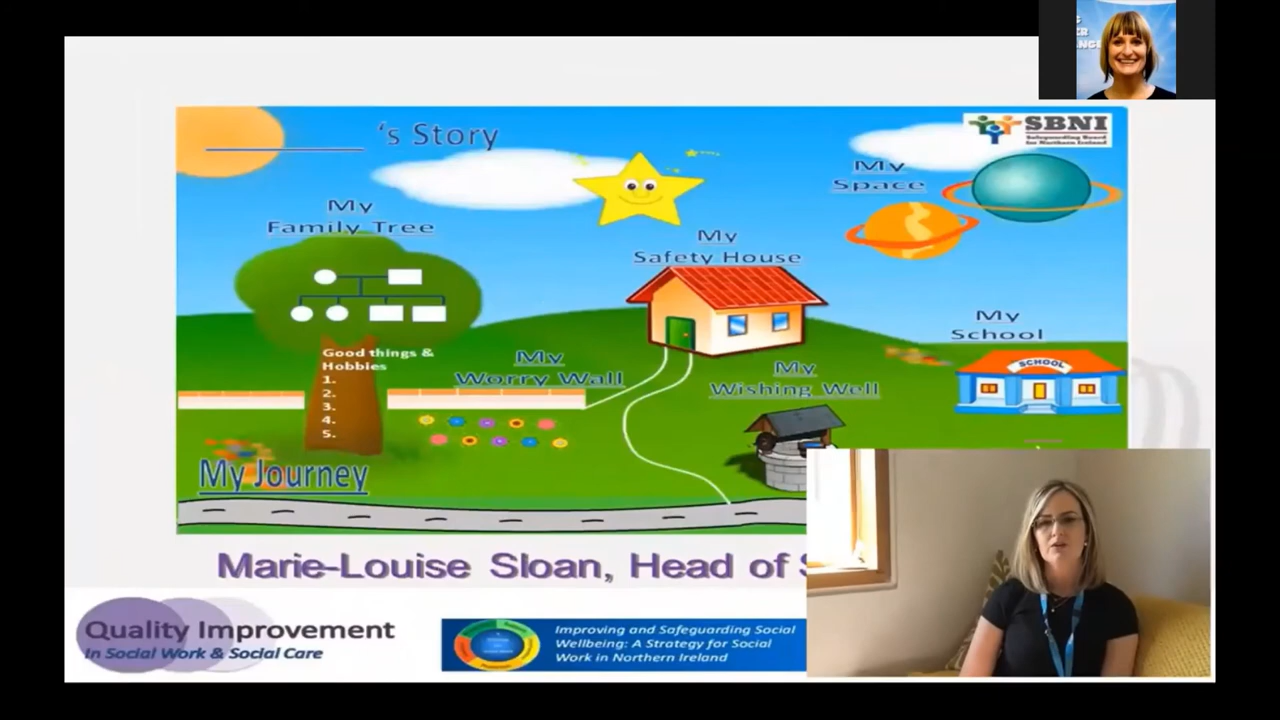 's Story
SBNI
Safeguarding Board
for Northern Ireland
My
Space
My
Family Tree
My
Safety House
My
School
SCHOOL
Good things &
Hobbies
1.
2.
3.
4.
5.
My
Worry Wall
My
Wishing Well
My Journey
Marie-Louise Sloan, Head of
Quality Improvement
In Social Work & Social Care
Improving and Safeguarding Social
Wellbeing: A Strategy for Social
Work in Northern Ireland